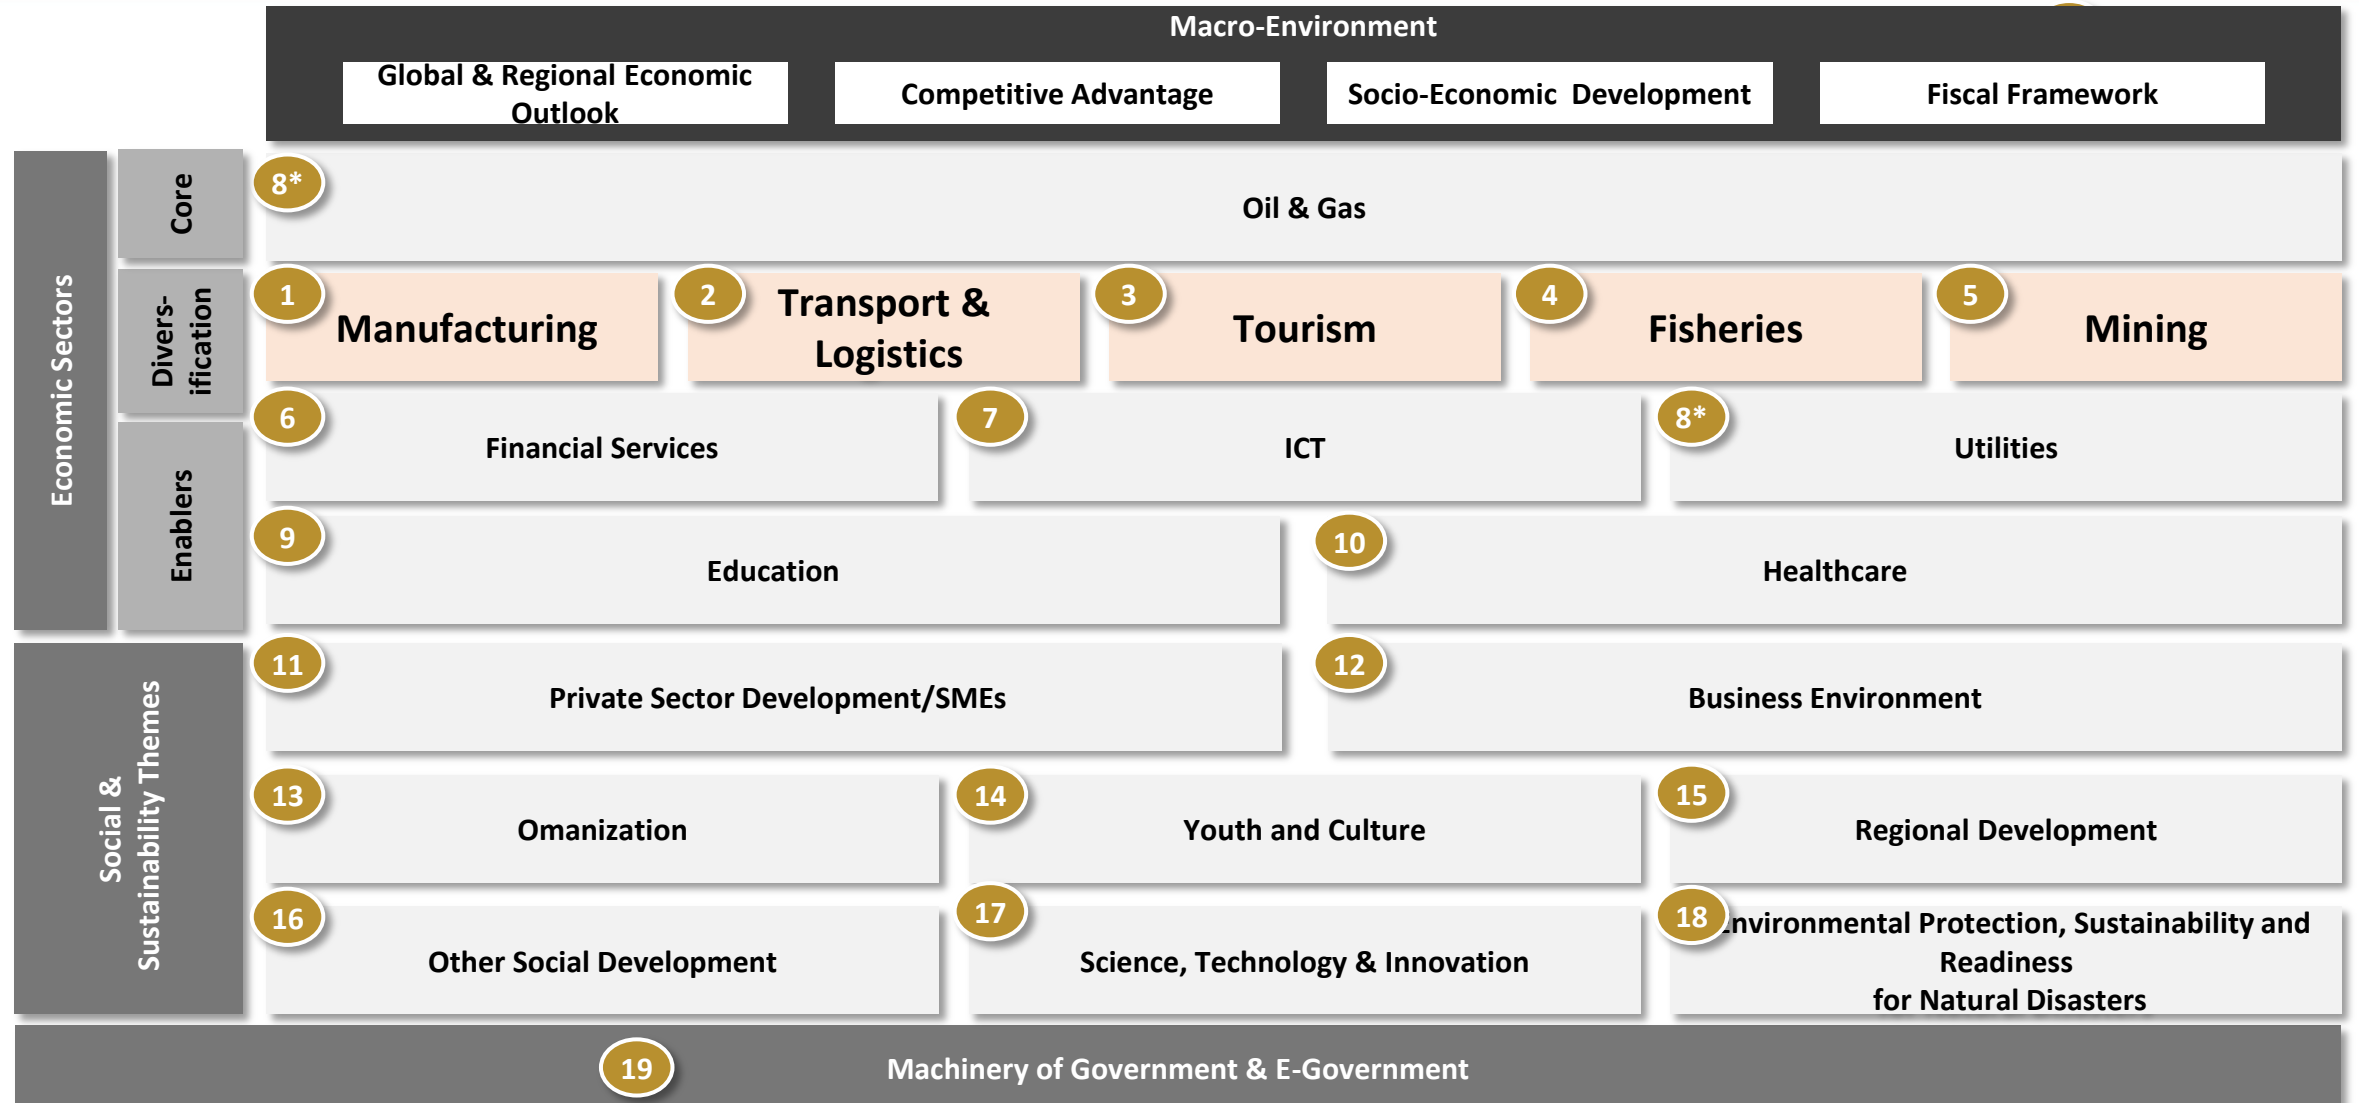 Macro-Environment
Global & Regional Economic
Outlook
Competitive Advantage
Socio-Economic Development
Fiscal Framework
Economic Sectors
Core
8*
Oil & Gas
Divers-
ification
1
Manufacturing
2
Transport &
Logistics
3
Tourism
4
Fisheries
5
Mining
Enablers
6
Financial Services
7
ICT
8*
Utilities
9
Education
10
Healthcare
Social &
Sustainability Themes
11
Private Sector Development/SMEs
12
Business Environment
13
Omanization
14
Youth and Culture
15
Regional Development
16
Other Social Development
17
Science, Technology & Innovation
18
Environmental Protection, Sustainability and
Readiness
for Natural Disasters
19
Machinery of Government & E-Government